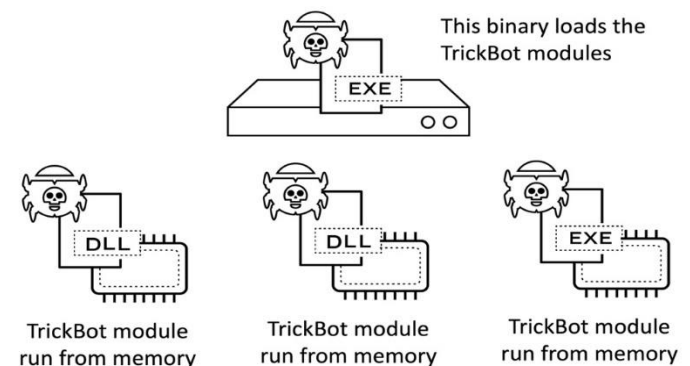 This binary loads the
TrickBot modules
EXE
DLL
DLL
EXE
TrickBot module
run from memory
TrickBot module
run from memory
TrickBot module
run from memory